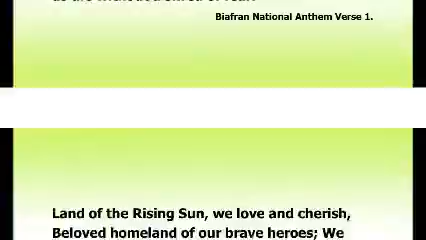 Biafran National Anthem Verse 1.
Land of the Rising Sun, we love and cherish,
Beloved homeland of our brave heroes; We